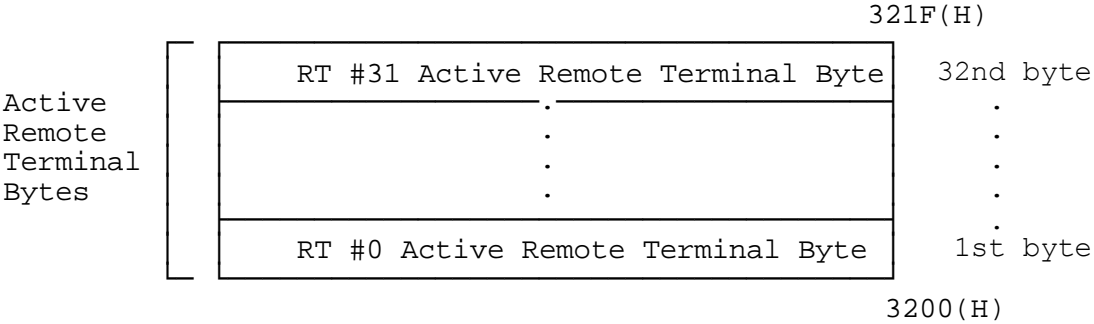 321F(H)
RT #31 Active Remote Terminal Byte 32nd byte
Active . .
Remote . .
Terminal . .
Bytes . .
.
RT #0 Active Remote Terminal Byte 1st byte
3200(H)